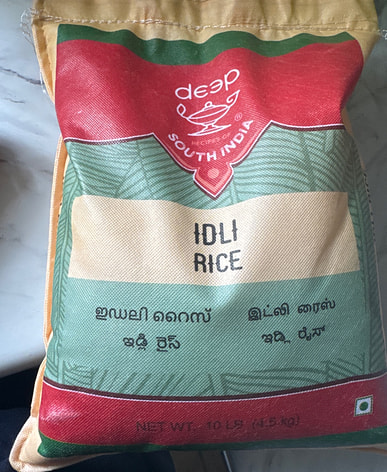 deep
RECIPES OF
SOUTH INDIA
IDLI
RICE
ഇഡലി റൈസ്
இட்லி ரைஸ்
ಇಡ್ಲಿ ರೈಸ್
ఇడ్లీ రైస్
NET WT. 10 LB (4.5 kg)